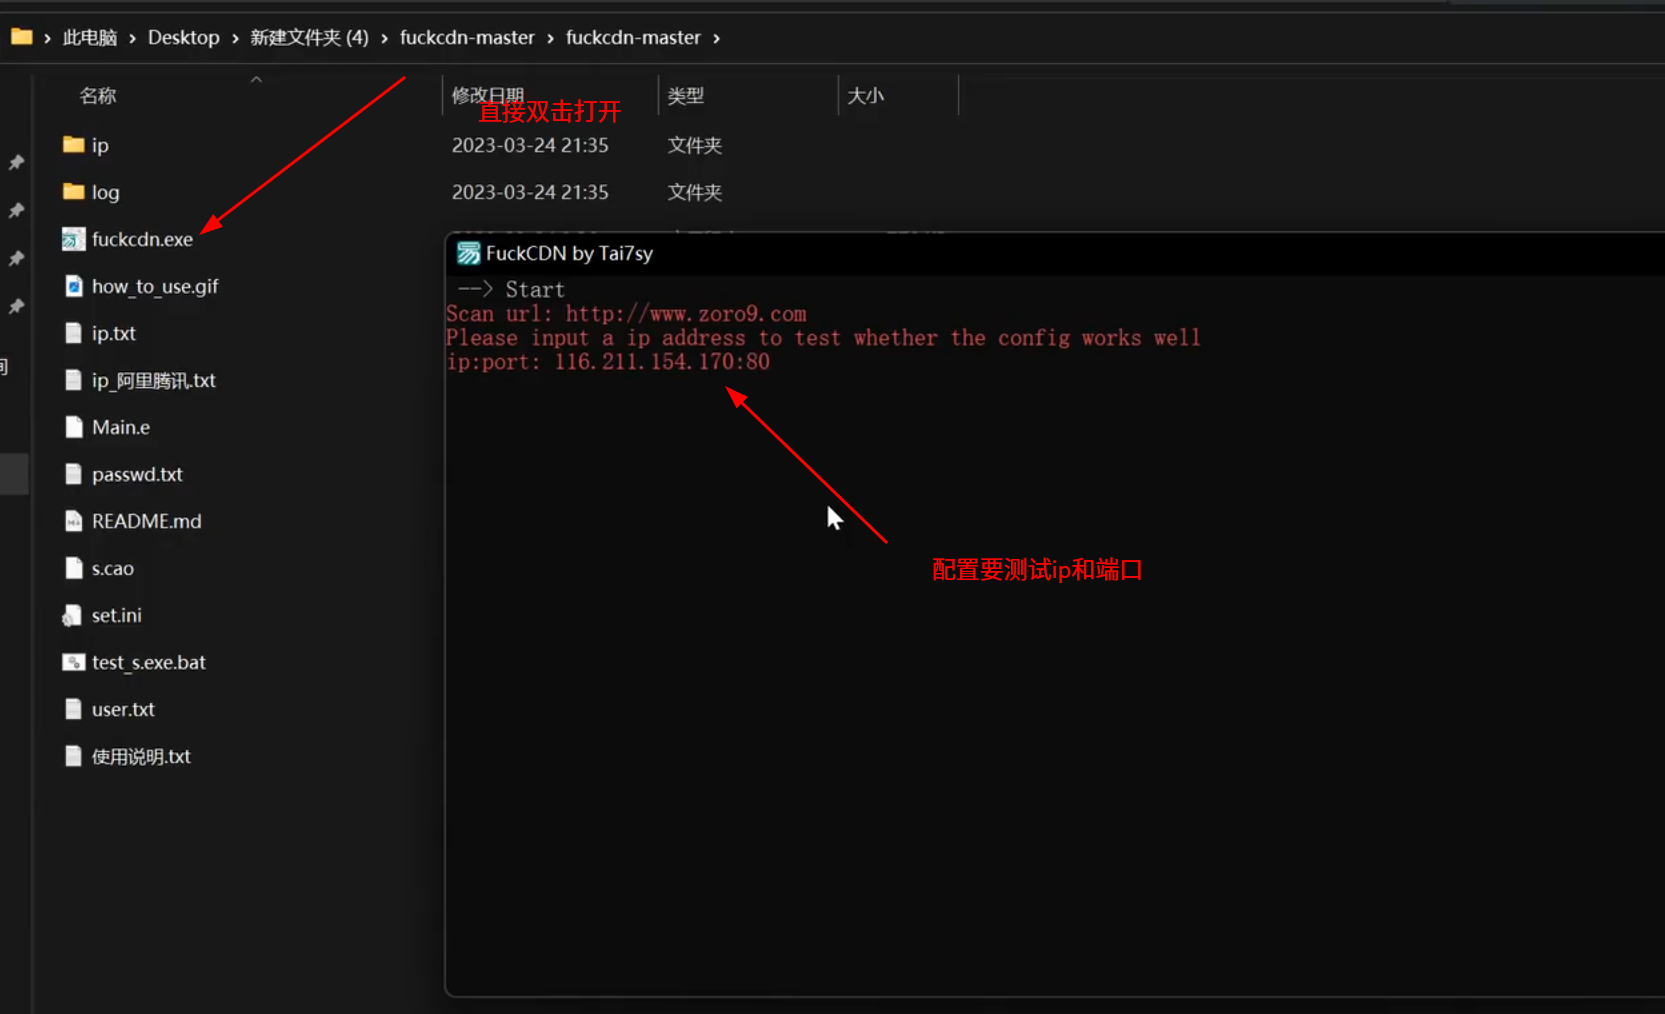 此电脑 > Desktop > 新建文件夹 (4) > fuckcdn-master > fuckcdn-master >
名称 修改日期 类型 大小
直接双击打开
ip 2023-03-24 21:35 文件夹
log 2023-03-24 21:35 文件夹
fuckcdn.exe
how_to_use.gif
ip.txt
ip_阿里腾讯.txt
Main.e
passwd.txt
README.md
s.cao
set.ini
test_s.exe.bat
user.txt
使用说明.txt
FuckCDN by Tai7sy
--> Start
Scan url: http://www.zoro9.com
Please input a ip address to test whether the config works well
ip:port: 116.211.154.170:80
配置要测试ip和端口